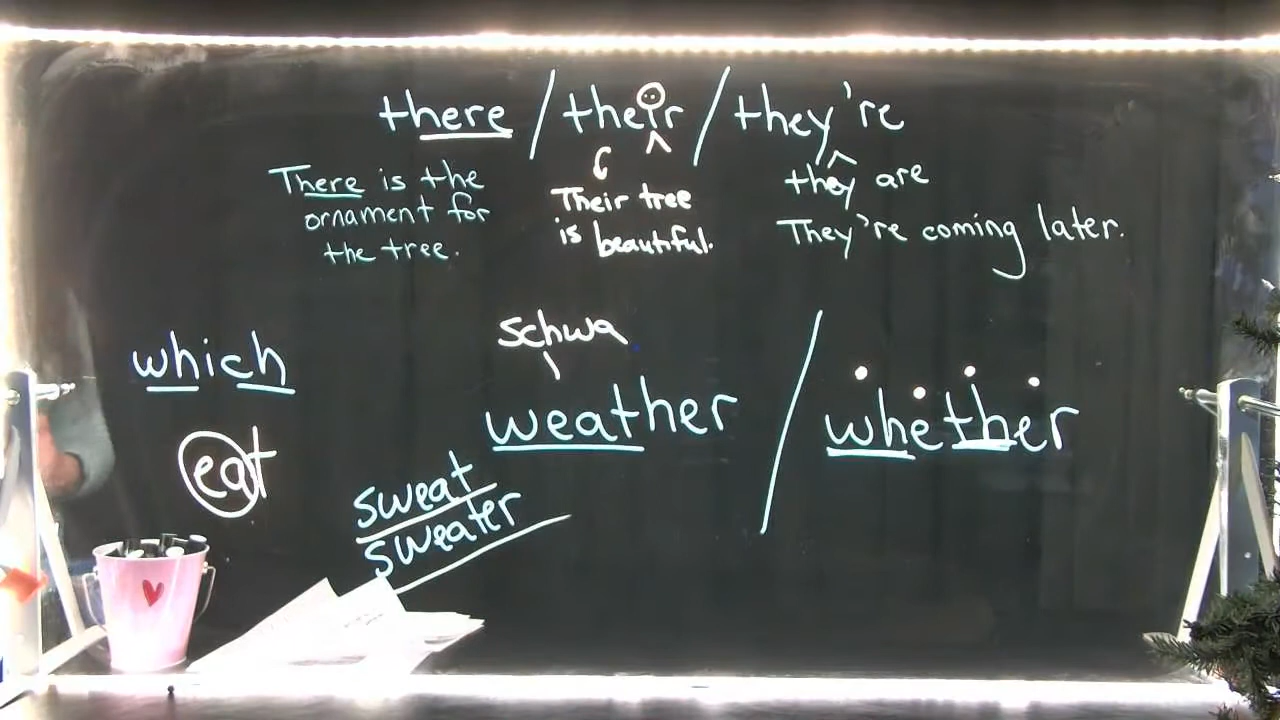 there / their / they're
There is the
ornament for
the tree.
Their tree
is beautiful.
they are
They're coming later.
which
eat
schwa
weather / whether
sweat
sweater